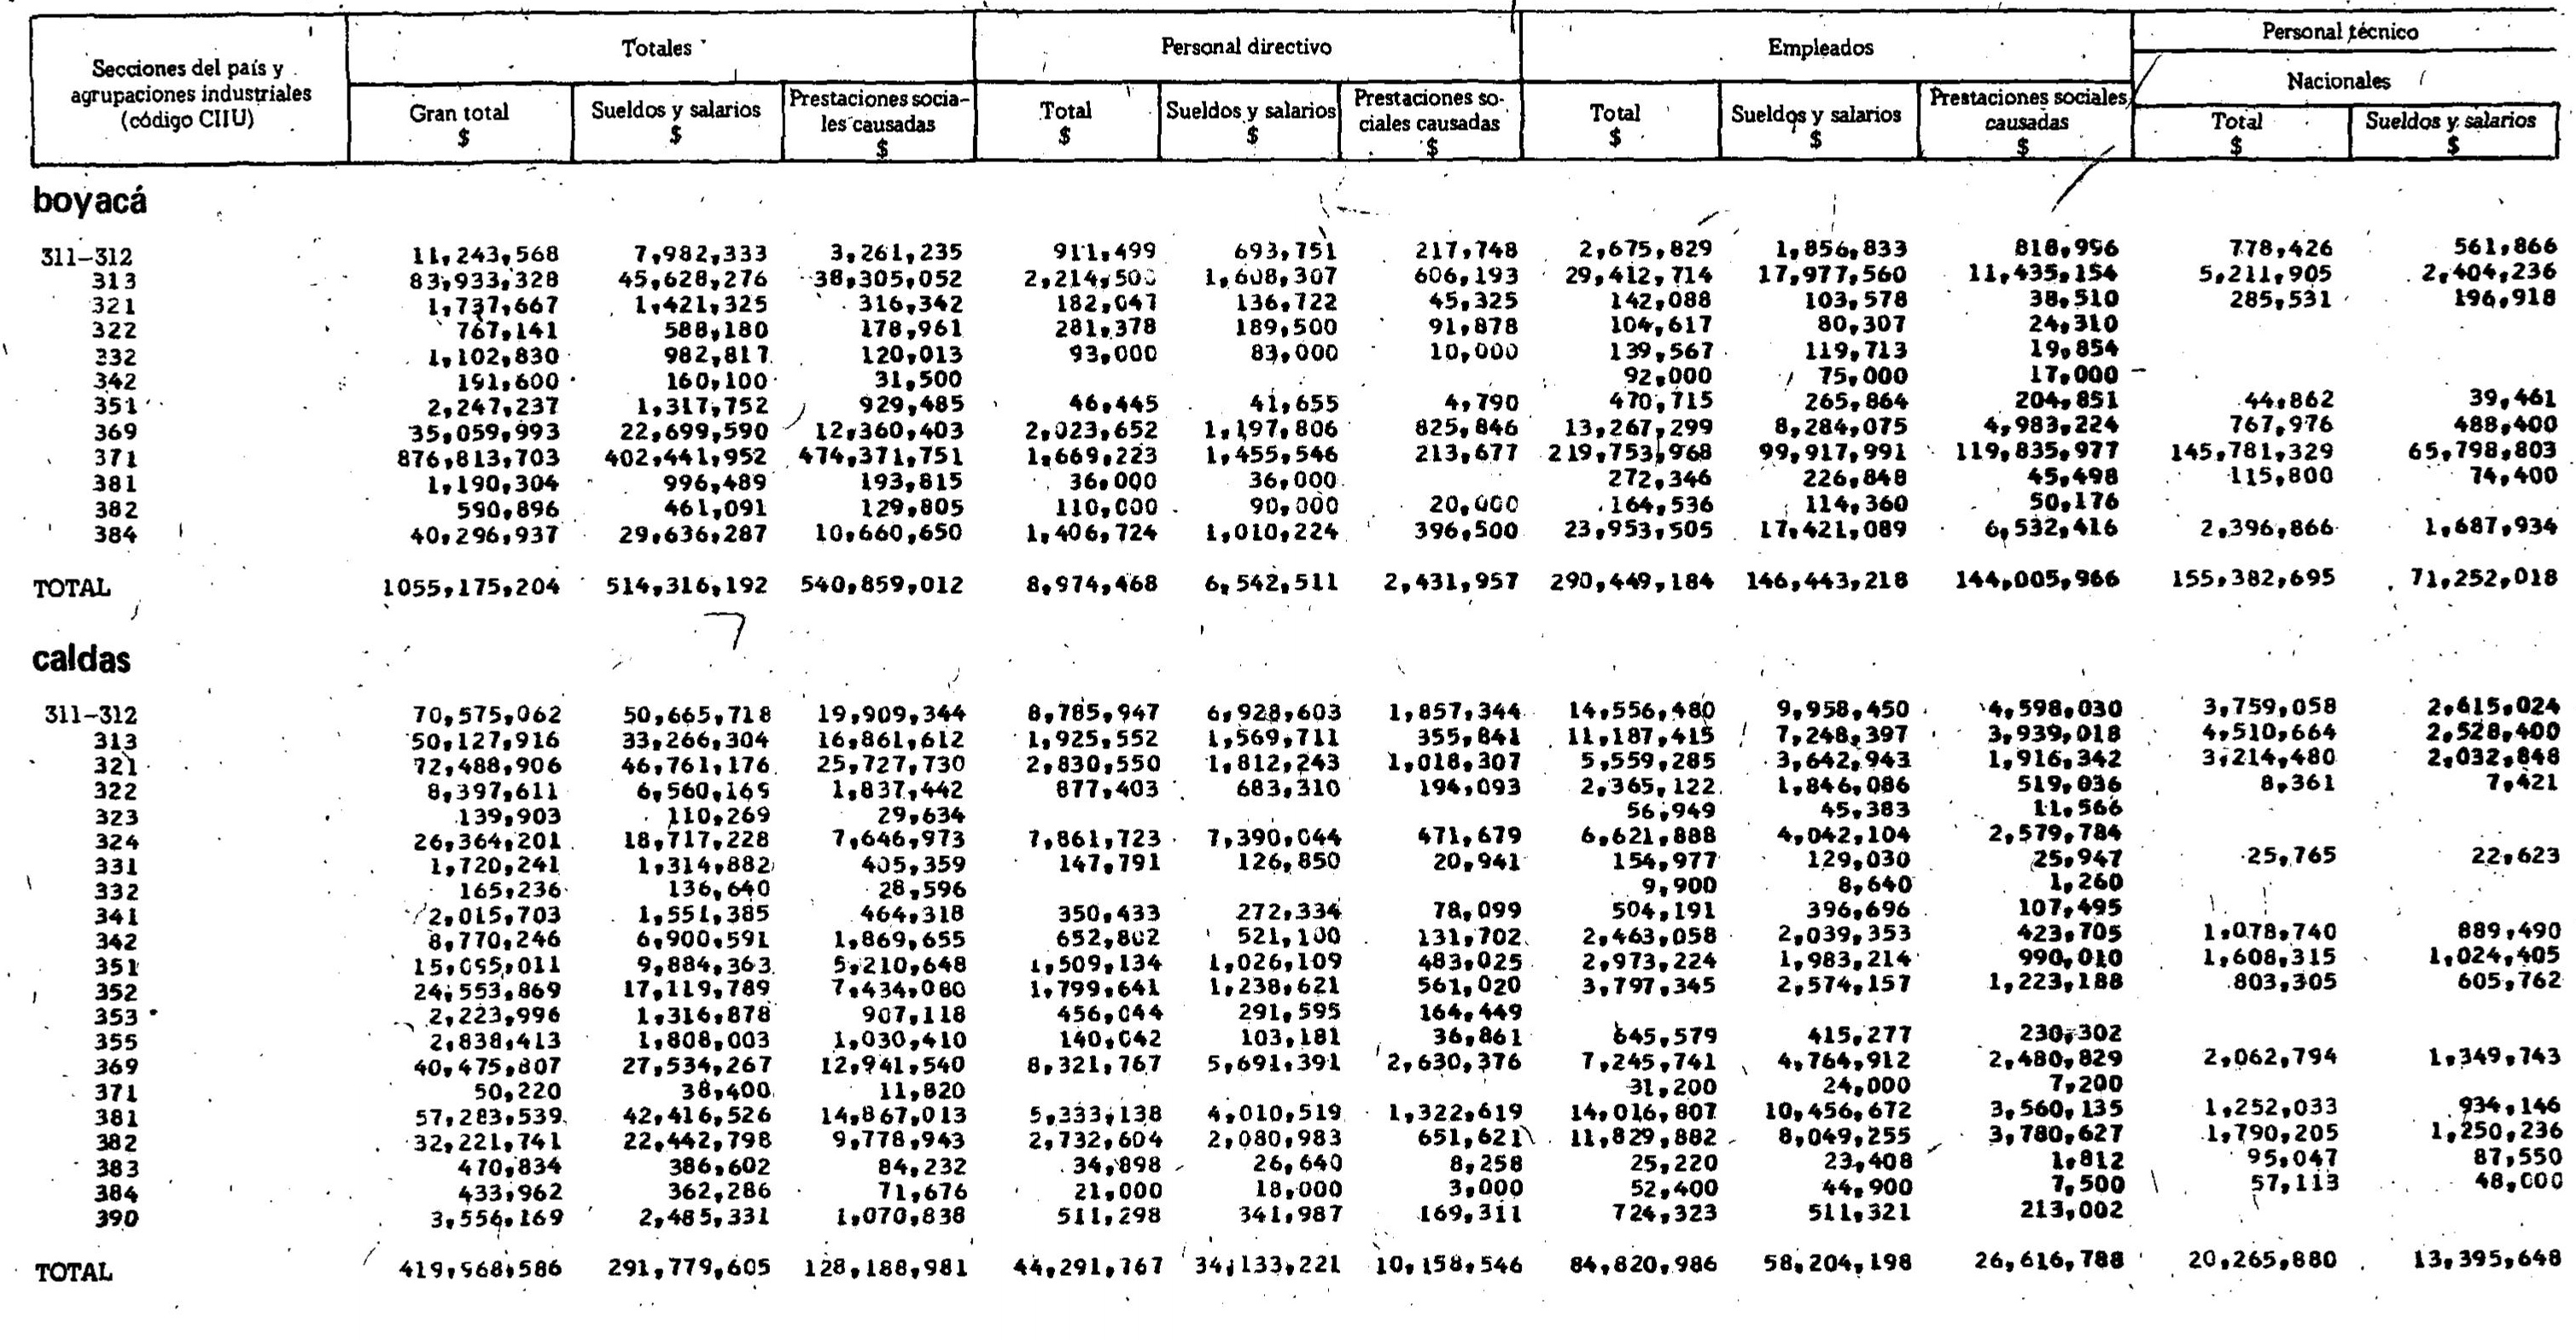 Secciones del país y agrupaciones industriales (código CIIU) Totales Personal directivo Empleados Personal técnico
Nacionales
Gran total $ Sueldos y salarios $ Prestaciones sociales causadas $ Total $ Sueldos y salarios $ Prestaciones sociales causadas $ Total $ Sueldos y salarios $ Prestaciones sociales causadas $ Total $ Sueldos y salarios $
boyacá
311-312 11,243,568 7,982,333 3,261,235 911,499 693,751 217,748 2,675,829 1,856,833 818,996 778,426 561,866
313 83,933,328 45,628,276 38,305,052 2,214,500 1,608,307 606,193 29,412,714 17,977,560 11,435,154 5,211,905 2,404,236
321 1,737,667 1,421,325 316,342 182,047 136,722 45,325 142,088 103,578 38,510 285,531 196,918
322 767,141 588,180 178,961 281,378 189,500 91,878 104,617 80,307 24,310
332 1,102,830 982,817 120,013 93,000 83,000 10,000 139,567 119,713 19,854
342 191,600 160,100 31,500 92,000 75,000 17,000
351 2,247,237 1,317,752 929,485 46,445 41,655 4,790 470,715 265,864 204,851 44,862 39,461
369 35,059,993 22,699,590 12,360,403 2,023,652 1,197,806 825,846 13,267,299 8,284,075 4,983,224 767,976 488,400
371 876,813,703 402,441,952 474,371,751 1,669,223 1,455,546 213,677 219,753,968 99,917,991 119,835,977 145,781,329 65,798,803
381 1,190,304 996,489 193,815 36,000 36,000 272,346 226,848 45,498 115,800 74,400
382 590,896 461,091 129,805 110,000 90,000 20,000 164,536 114,360 50,176
384 40,296,937 29,636,287 10,660,650 1,406,724 1,010,224 396,500 23,953,505 17,421,089 6,532,416 2,396,866 1,687,934
TOTAL 1055,175,204 514,316,192 540,859,012 8,974,468 6,542,511 2,431,957 290,449,184 146,443,218 144,005,966 155,382,695 71,252,018
caldas
311-312 70,575,062 50,665,718 19,909,344 8,785,947 6,928,603 1,857,344 14,556,480 9,958,450 4,598,030 3,759,058 2,615,024
313 50,127,916 33,266,304 16,861,612 1,925,552 1,569,711 355,841 11,187,415 7,248,397 3,939,018 4,510,664 2,528,400
321 72,488,906 46,761,176 25,727,730 2,830,550 1,812,243 1,018,307 5,559,285 3,642,943 1,916,342 3,214,480 2,032,848
322 8,397,611 6,560,169 1,837,442 877,403 683,310 194,093 2,365,122 1,846,086 519,036 8,361 7,421
323 139,903 110,269 29,634 56,949 45,383 11,566
324 26,364,201 18,717,228 7,646,973 7,861,723 7,390,044 471,679 6,621,888 4,042,104 2,579,784
331 1,720,241 1,314,882 405,359 147,791 126,850 20,941 154,977 129,030 25,947 25,765 22,623
332 165,236 136,640 28,596 9,900 8,640 1,260
341 2,015,703 1,551,385 464,318 350,433 272,334 78,099 504,191 396,696 107,495
342 8,770,246 6,900,591 1,869,655 652,802 521,100 131,702 2,463,058 2,039,353 423,705 1,078,740 889,490
351 15,095,011 9,884,363 5,210,648 1,509,134 1,026,109 483,025 2,973,224 1,983,214 990,010 1,608,315 1,024,405
352 24,553,869 17,119,789 7,434,080 1,799,641 1,238,621 561,020 3,797,345 2,574,157 1,223,188 803,305 605,762
353 2,223,996 1,316,878 907,118 456,044 291,595 164,449
355 2,838,413 1,808,003 1,030,410 140,042 103,181 36,861 645,579 415,277 230,302
369 40,475,807 27,534,267 12,941,540 8,321,767 5,691,391 2,630,376 7,245,741 4,764,912 2,480,829 2,062,794 1,349,743
371 50,220 38,400 11,820 31,200 24,000 7,200
381 57,283,539 42,416,526 14,867,013 5,333,138 4,010,519 1,322,619 14,016,807 10,456,672 3,560,135 1,252,033 934,146
382 32,221,741 22,442,798 9,778,943 2,732,604 2,080,983 651,621 11,829,882 8,049,255 3,780,627 1,790,205 1,250,236
383 470,834 386,602 84,232 34,898 26,640 8,258 25,220 23,408 1,812 95,047 87,550
384 433,962 362,286 71,676 21,000 18,000 3,000 52,400 44,900 7,500 57,113 48,000
390 3,556,169 2,485,331 1,070,838 511,298 341,987 169,311 724,323 511,321 213,002
TOTAL 419,968,586 291,779,605 128,188,981 44,291,767 34,133,221 10,158,546 84,820,986 58,204,198 26,616,788 20,265,880 13,395,648